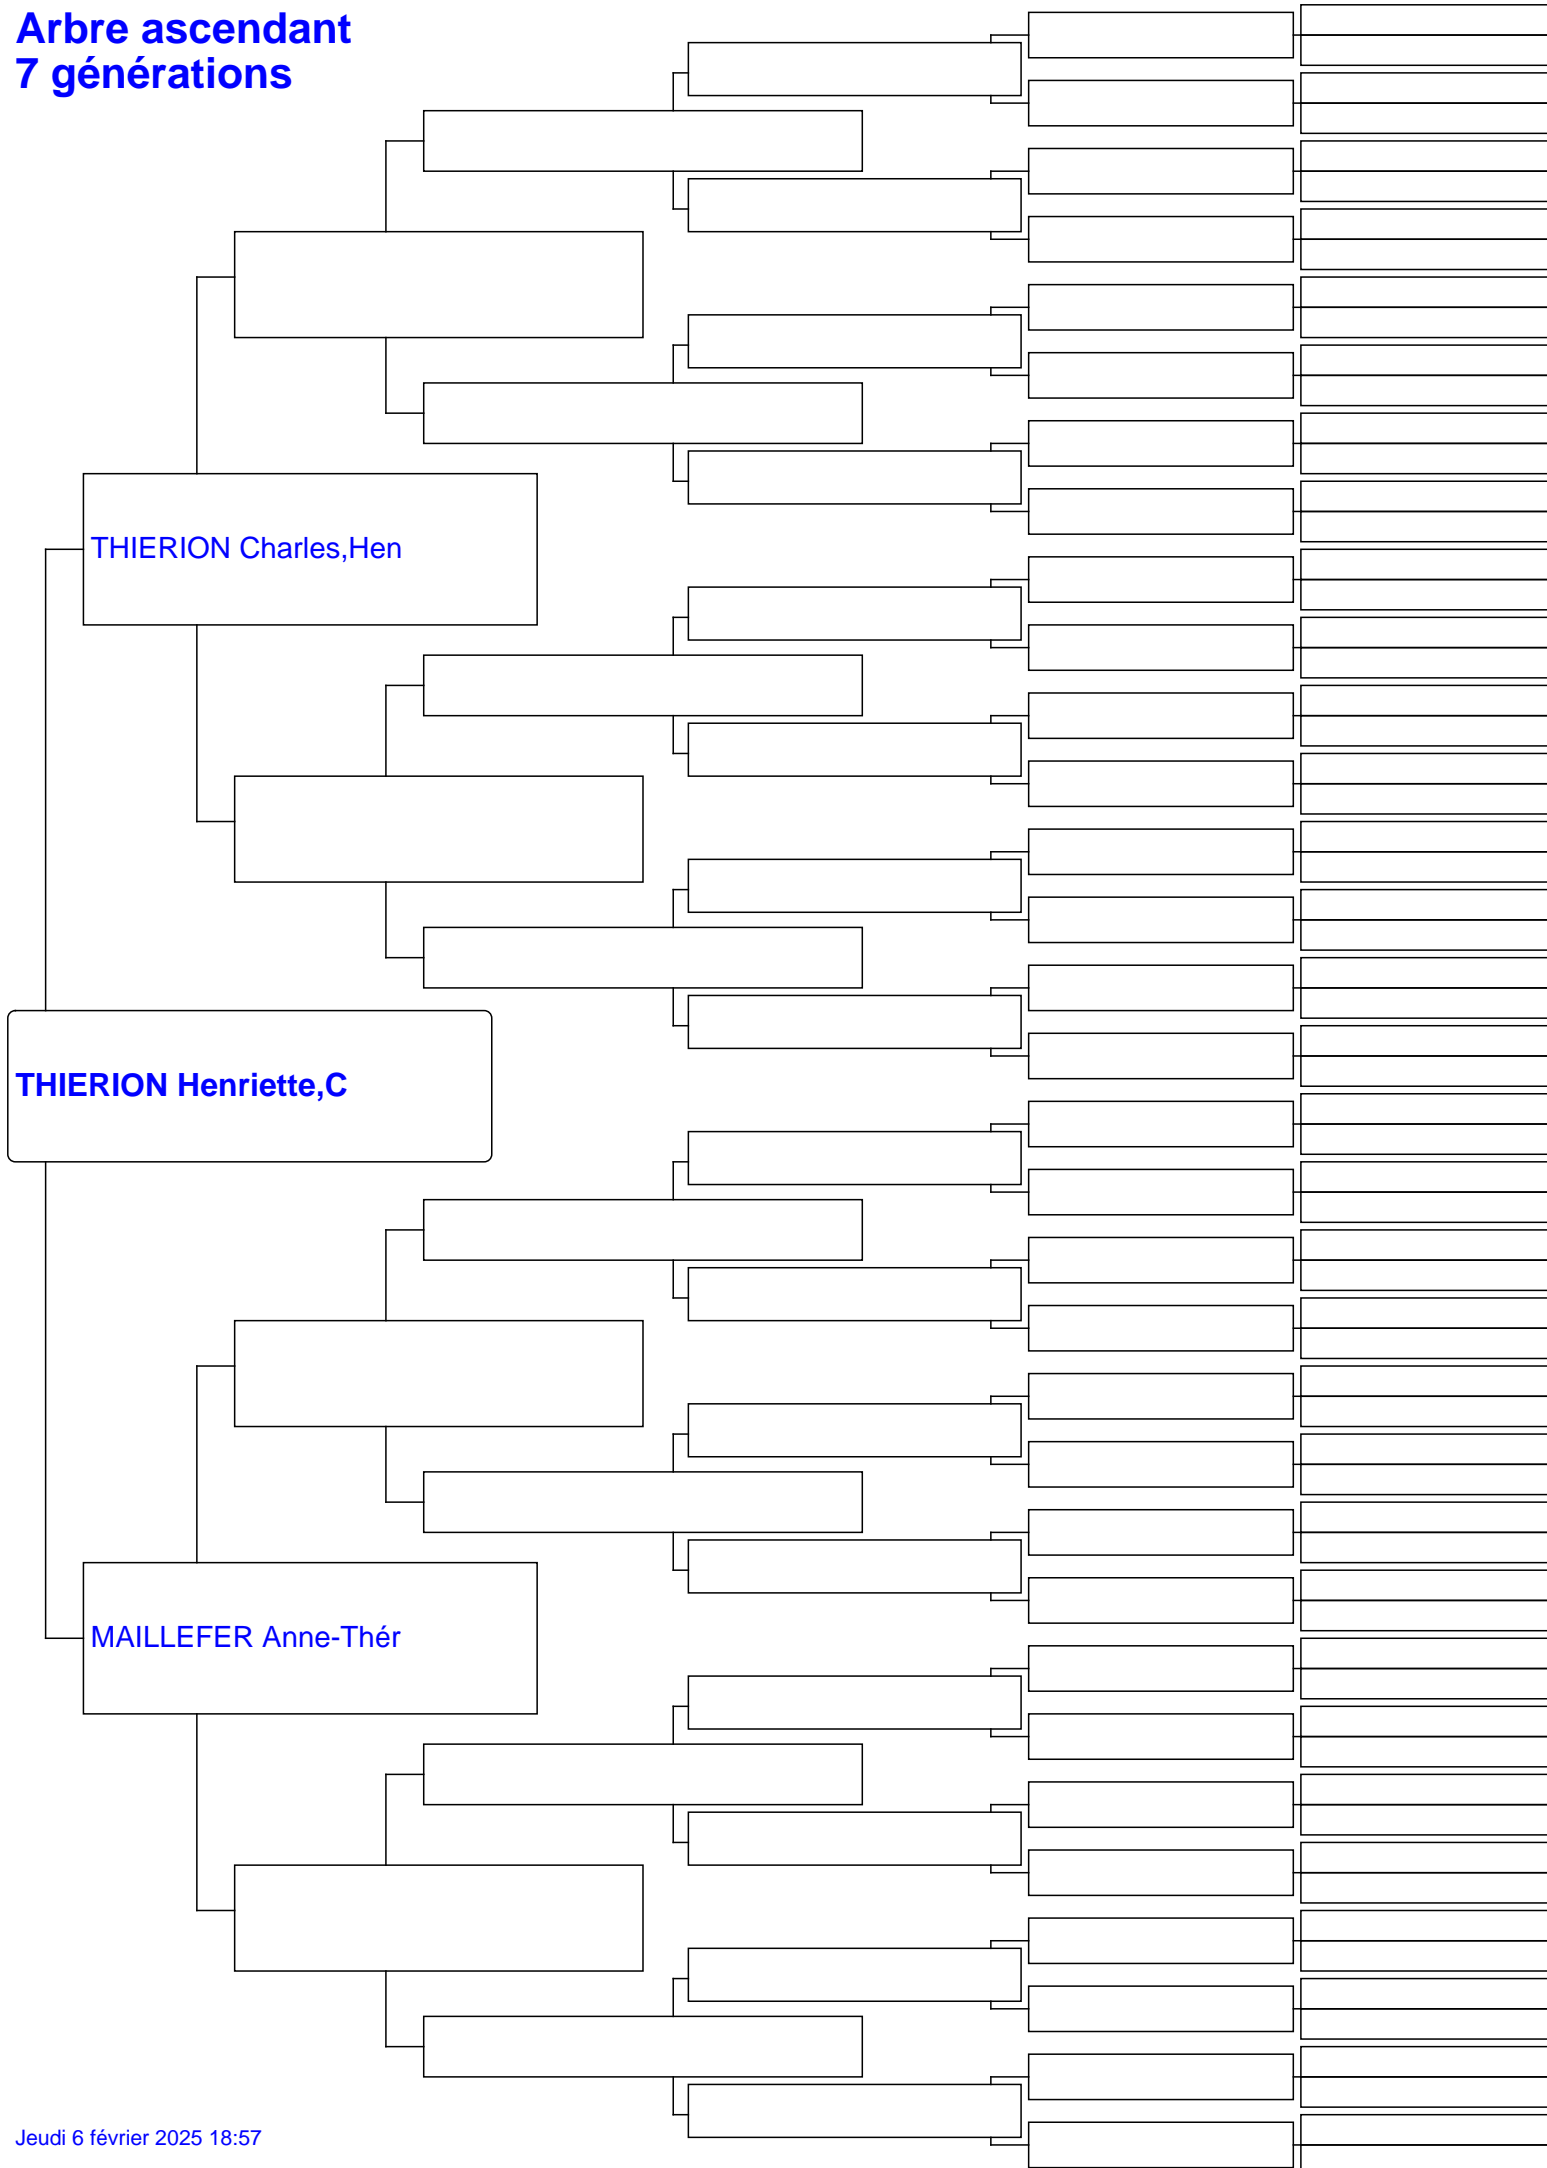 Arbre ascendant
7 générations
THIERION Charles,Hen
THIERION Henriette,C
MAILLEFER Anne-Thér
Jeudi 6 février 2025 18:57